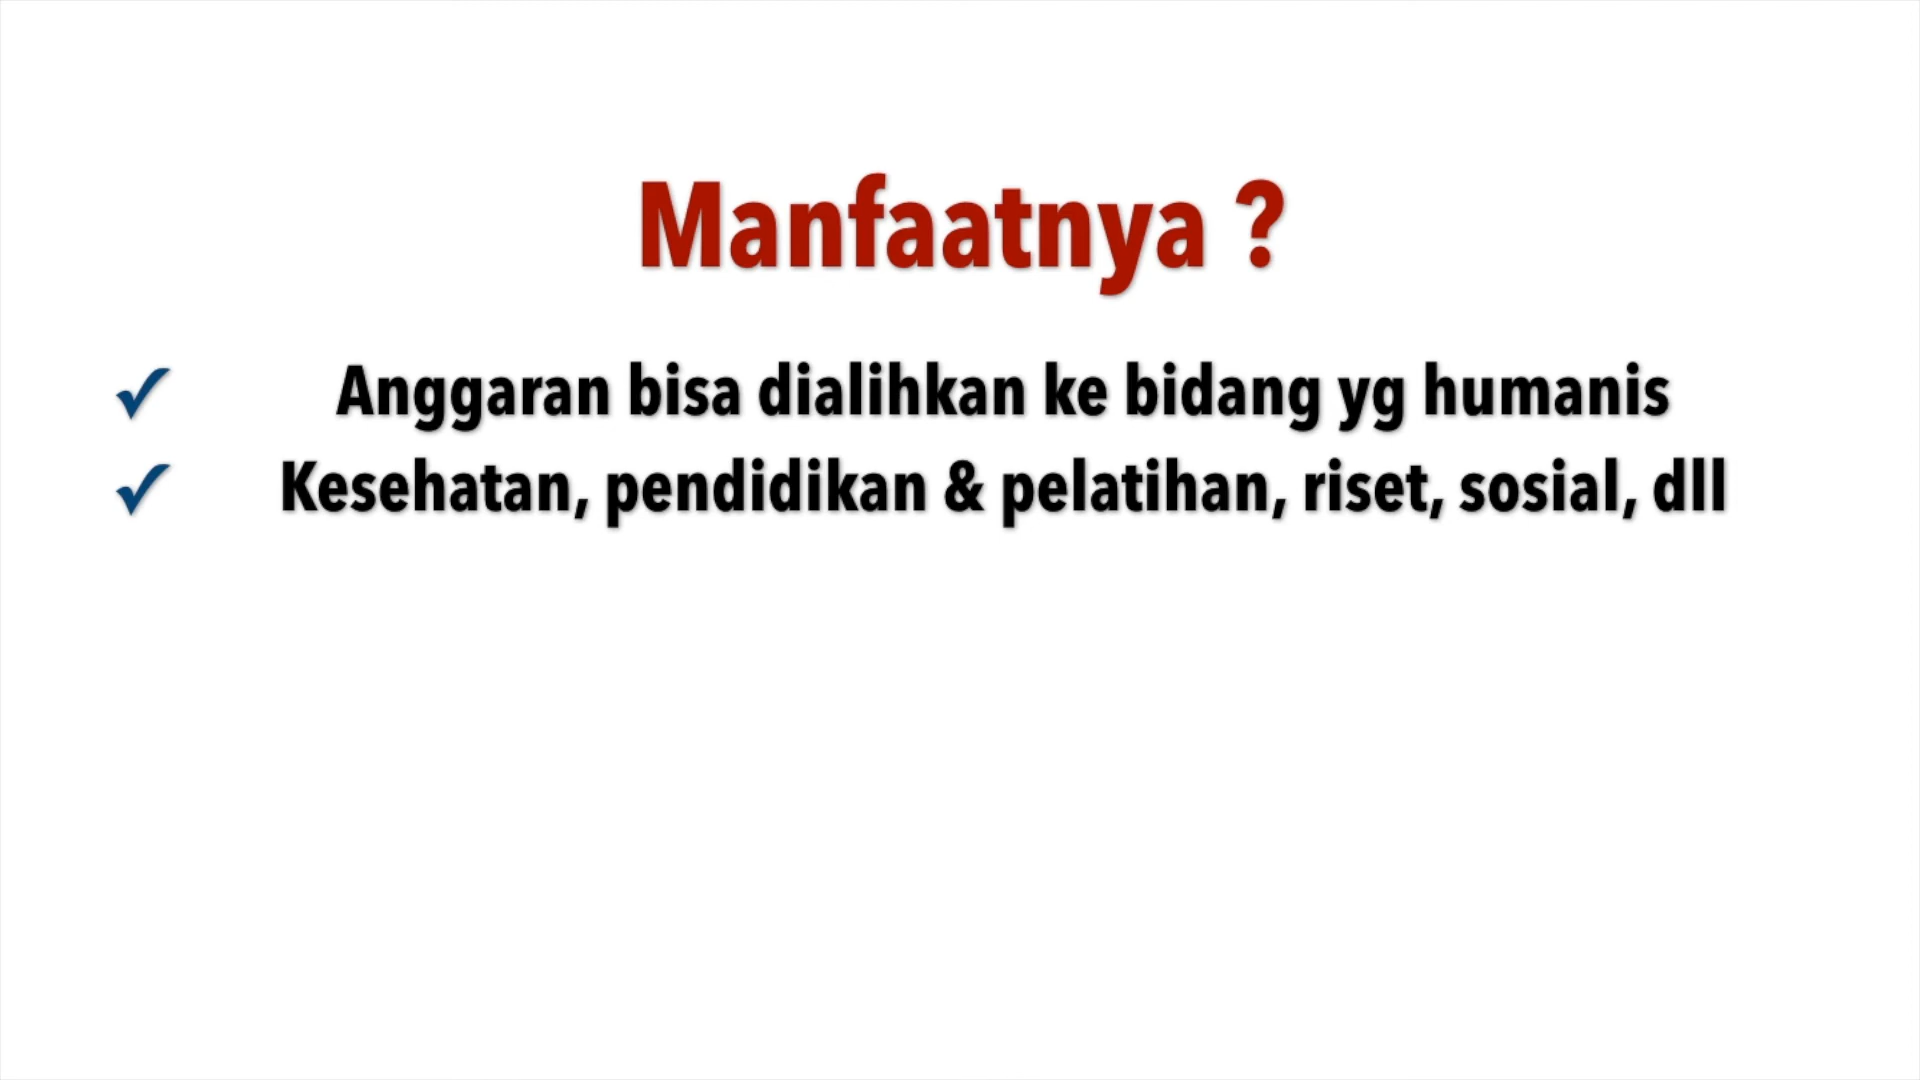 Manfaatnya ?
✓ Anggaran bisa dialihkan ke bidang yg humanis
✓ Kesehatan, pendidikan & pelatihan, riset, sosial, dll